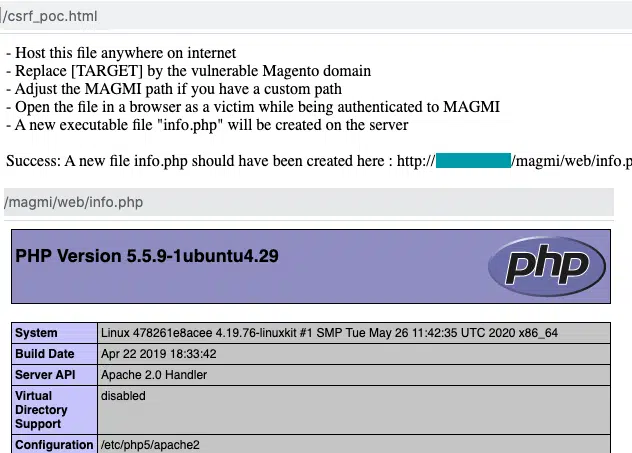 /csrf_poc.html
- Host this file anywhere on internet
- Replace [TARGET] by the vulnerable Magento domain
- Adjust the MAGMI path if you have a custom path
- Open the file in a browser as a victim while being authenticated to MAGMI
- A new executable file "info.php" will be created on the server
Success: A new file info.php should have been created here : http:// /magmi/web/info.p
/magmi/web/info.php
PHP Version 5.5.9-1ubuntu4.29
php
System Linux 478261e8acee 4.19.76-linuxkit #1 SMP Tue May 26 11:42:35 UTC 2020 x86_64
Build Date Apr 22 2019 18:33:42
Server API Apache 2.0 Handler
Virtual disabled
Directory
Support
Configuration /etc/php5/apache2